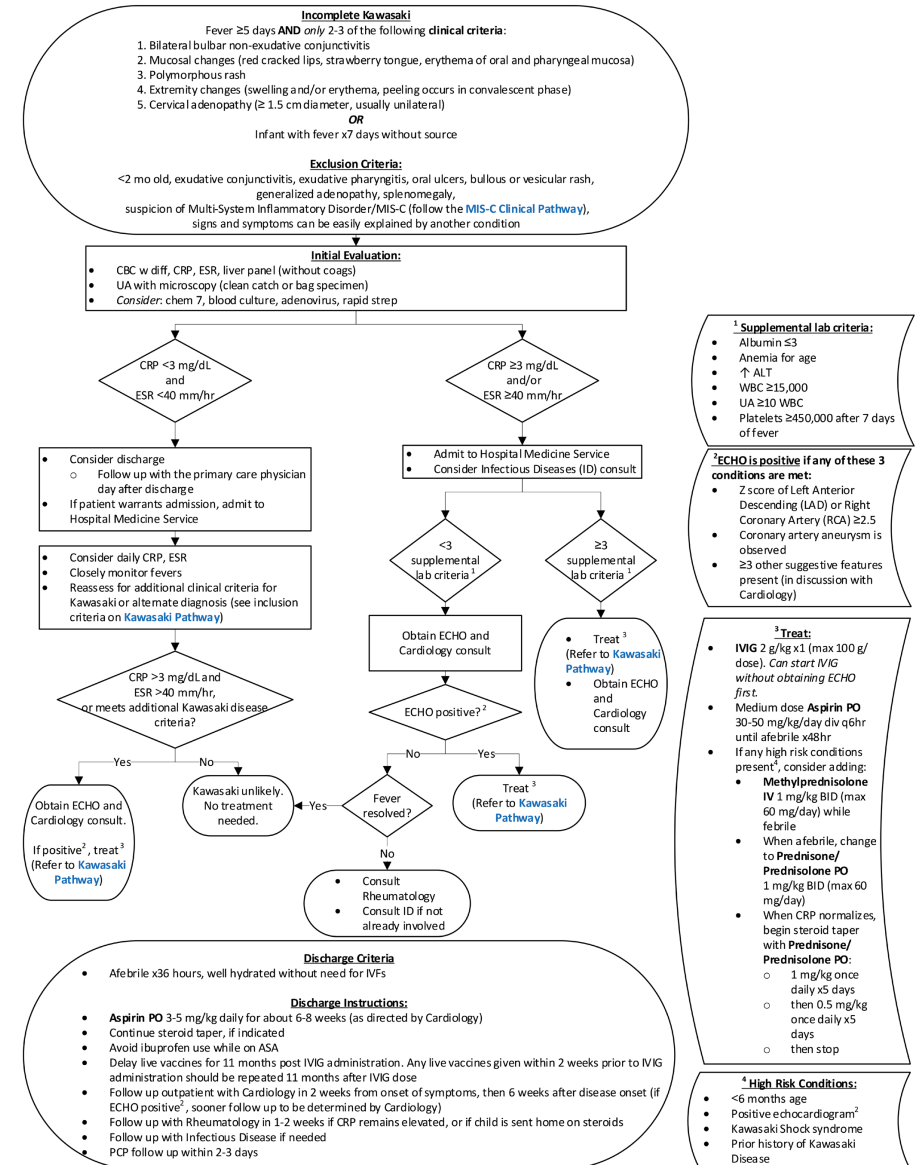 Incomplete Kawasaki
Fever ≥5 days AND only 2-3 of the following clinical criteria:
1. Bilateral bulbar non-exudative conjunctivitis
2. Mucosal changes (red cracked lips, strawberry tongue, erythema of oral and pharyngeal mucosa)
3. Polymorphous rash
4. Extremity changes (swelling and/or erythema, peeling occurs in convalescent phase)
5. Cervical adenopathy (≥ 1.5 cm diameter, usually unilateral)
OR
Infant with fever x7 days without source
Exclusion Criteria:
<2 mo old, exudative conjunctivitis, exudative pharyngitis, oral ulcers, bullous or vesicular rash,
generalized adenopathy, splenomegaly,
suspicion of Multi-System Inflammatory Disorder/MIS-C (follow the MIS-C Clinical Pathway),
signs and symptoms can be easily explained by another condition
Initial Evaluation:
• CBC w diff, CRP, ESR, liver panel (without coags)
• UA with microscopy (clean catch or bag specimen)
• Consider: chem 7, blood culture, adenovirus, rapid strep
CRP <3 mg/dL
and
ESR <40 mm/hr
CRP ≥3 mg/dL
and/or
ESR ≥40 mm/hr
• Consider discharge
o Follow up with the primary care physician
day after discharge
• If patient warrants admission, admit to
Hospital Medicine Service
• Admit to Hospital Medicine Service
• Consider Infectious Diseases (ID) consult
• Consider daily CRP, ESR
• Closely monitor fevers
• Reassess for additional clinical criteria for
Kawasaki or alternate diagnosis (see inclusion
criteria on Kawasaki Pathway)
<3
supplemental
lab criteria 1
≥3
supplemental
lab criteria 1
Obtain ECHO and
Cardiology consult
• Treat 3
(Refer to Kawasaki
Pathway)
• Obtain ECHO
and
Cardiology
consult
CRP >3 mg/dL and
ESR >40 mm/hr,
or meets additional Kawasaki disease
criteria?
ECHO positive? 2
Yes
No
No
Yes
Obtain ECHO and
Cardiology consult.
If positive2, treat3
(Refer to Kawasaki
Pathway)
Kawasaki unlikely.
No treatment
needed.
Yes
Fever
resolved?
Treat 3
(Refer to Kawasaki
Pathway)
No
• Consult
Rheumatology
• Consult ID if not
already involved
Discharge Criteria
• Afebrile x36 hours, well hydrated without need for IVFs
Discharge Instructions:
• Aspirin PO 3-5 mg/kg daily for about 6-8 weeks (as directed by Cardiology)
• Continue steroid taper, if indicated
• Avoid ibuprofen use while on ASA
• Delay live vaccines for 11 months post IVIG administration. Any live vaccines given within 2 weeks prior to IVIG
administration should be repeated 11 months after IVIG dose
• Follow up outpatient with Cardiology in 2 weeks from onset of symptoms, then 6 weeks after disease onset (if
ECHO positive2, sooner follow up to be determined by Cardiology)
• Follow up with Rheumatology in 1-2 weeks if CRP remains elevated, or if child is sent home on steroids
• Follow up with Infectious Disease if needed
• PCP follow up within 2-3 days
1 Supplemental lab criteria:
• Albumin ≤3
• Anemia for age
• ↑ ALT
• WBC ≥15,000
• UA ≥10 WBC
• Platelets ≥450,000 after 7 days
of fever
2ECHO is positive if any of these 3
conditions are met:
• Z score of Left Anterior
Descending (LAD) or Right
Coronary Artery (RCA) ≥2.5
• Coronary artery aneurysm is
observed
• ≥3 other suggestive features
present (in discussion with
Cardiology)
3 Treat:
• IVIG 2 g/kg x1 (max 100 g/
dose). Can start IVIG
without obtaining ECHO
first.
• Medium dose Aspirin PO
30-50 mg/kg/day div q6hr
until afebrile x48hr
• If any high risk conditions
present4, consider adding:
• Methylprednisolone
IV 1 mg/kg BID (max
60 mg/day) while
febrile
• When afebrile, change
to Prednisone/
Prednisolone PO
1 mg/kg BID (max 60
mg/day)
• When CRP normalizes,
begin steroid taper
with Prednisone/
Prednisolone PO:
o 1 mg/kg once
daily x5 days
o then 0.5 mg/kg
once daily x5
days
o then stop
4 High Risk Conditions:
• <6 months age
• Positive echocardiogram2
• Kawasaki Shock syndrome
• Prior history of Kawasaki
Disease